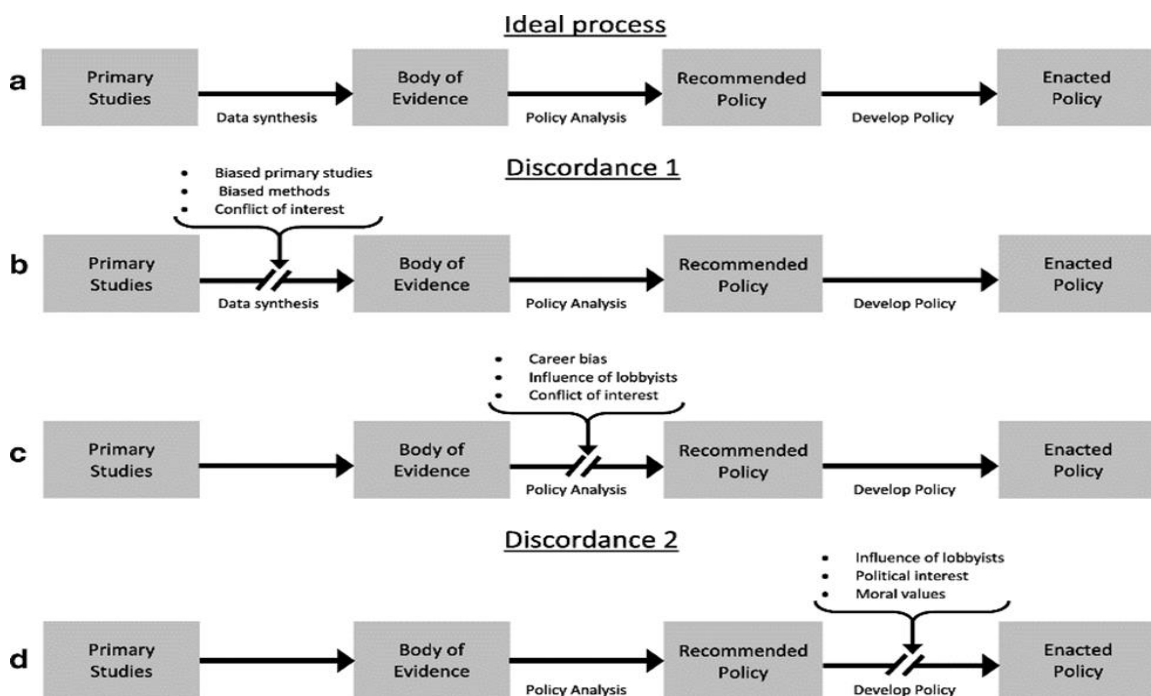 Ideal process
a
Primary
Studies
Data synthesis
Body of
Evidence
Policy Analysis
Recommended
Policy
Develop Policy
Enacted
Policy
Discordance 1
• Biased primary studies
• Biased methods
• Conflict of interest
b
Primary
Studies
Data synthesis
Body of
Evidence
Policy Analysis
Recommended
Policy
Develop Policy
Enacted
Policy
• Career bias
• Influence of lobbyists
• Conflict of interest
c
Primary
Studies
Body of
Evidence
Policy Analysis
Recommended
Policy
Develop Policy
Enacted
Policy
Discordance 2
• Influence of lobbyists
• Political interest
• Moral values
d
Primary
Studies
Body of
Evidence
Policy Analysis
Recommended
Policy
Develop Policy
Enacted
Policy